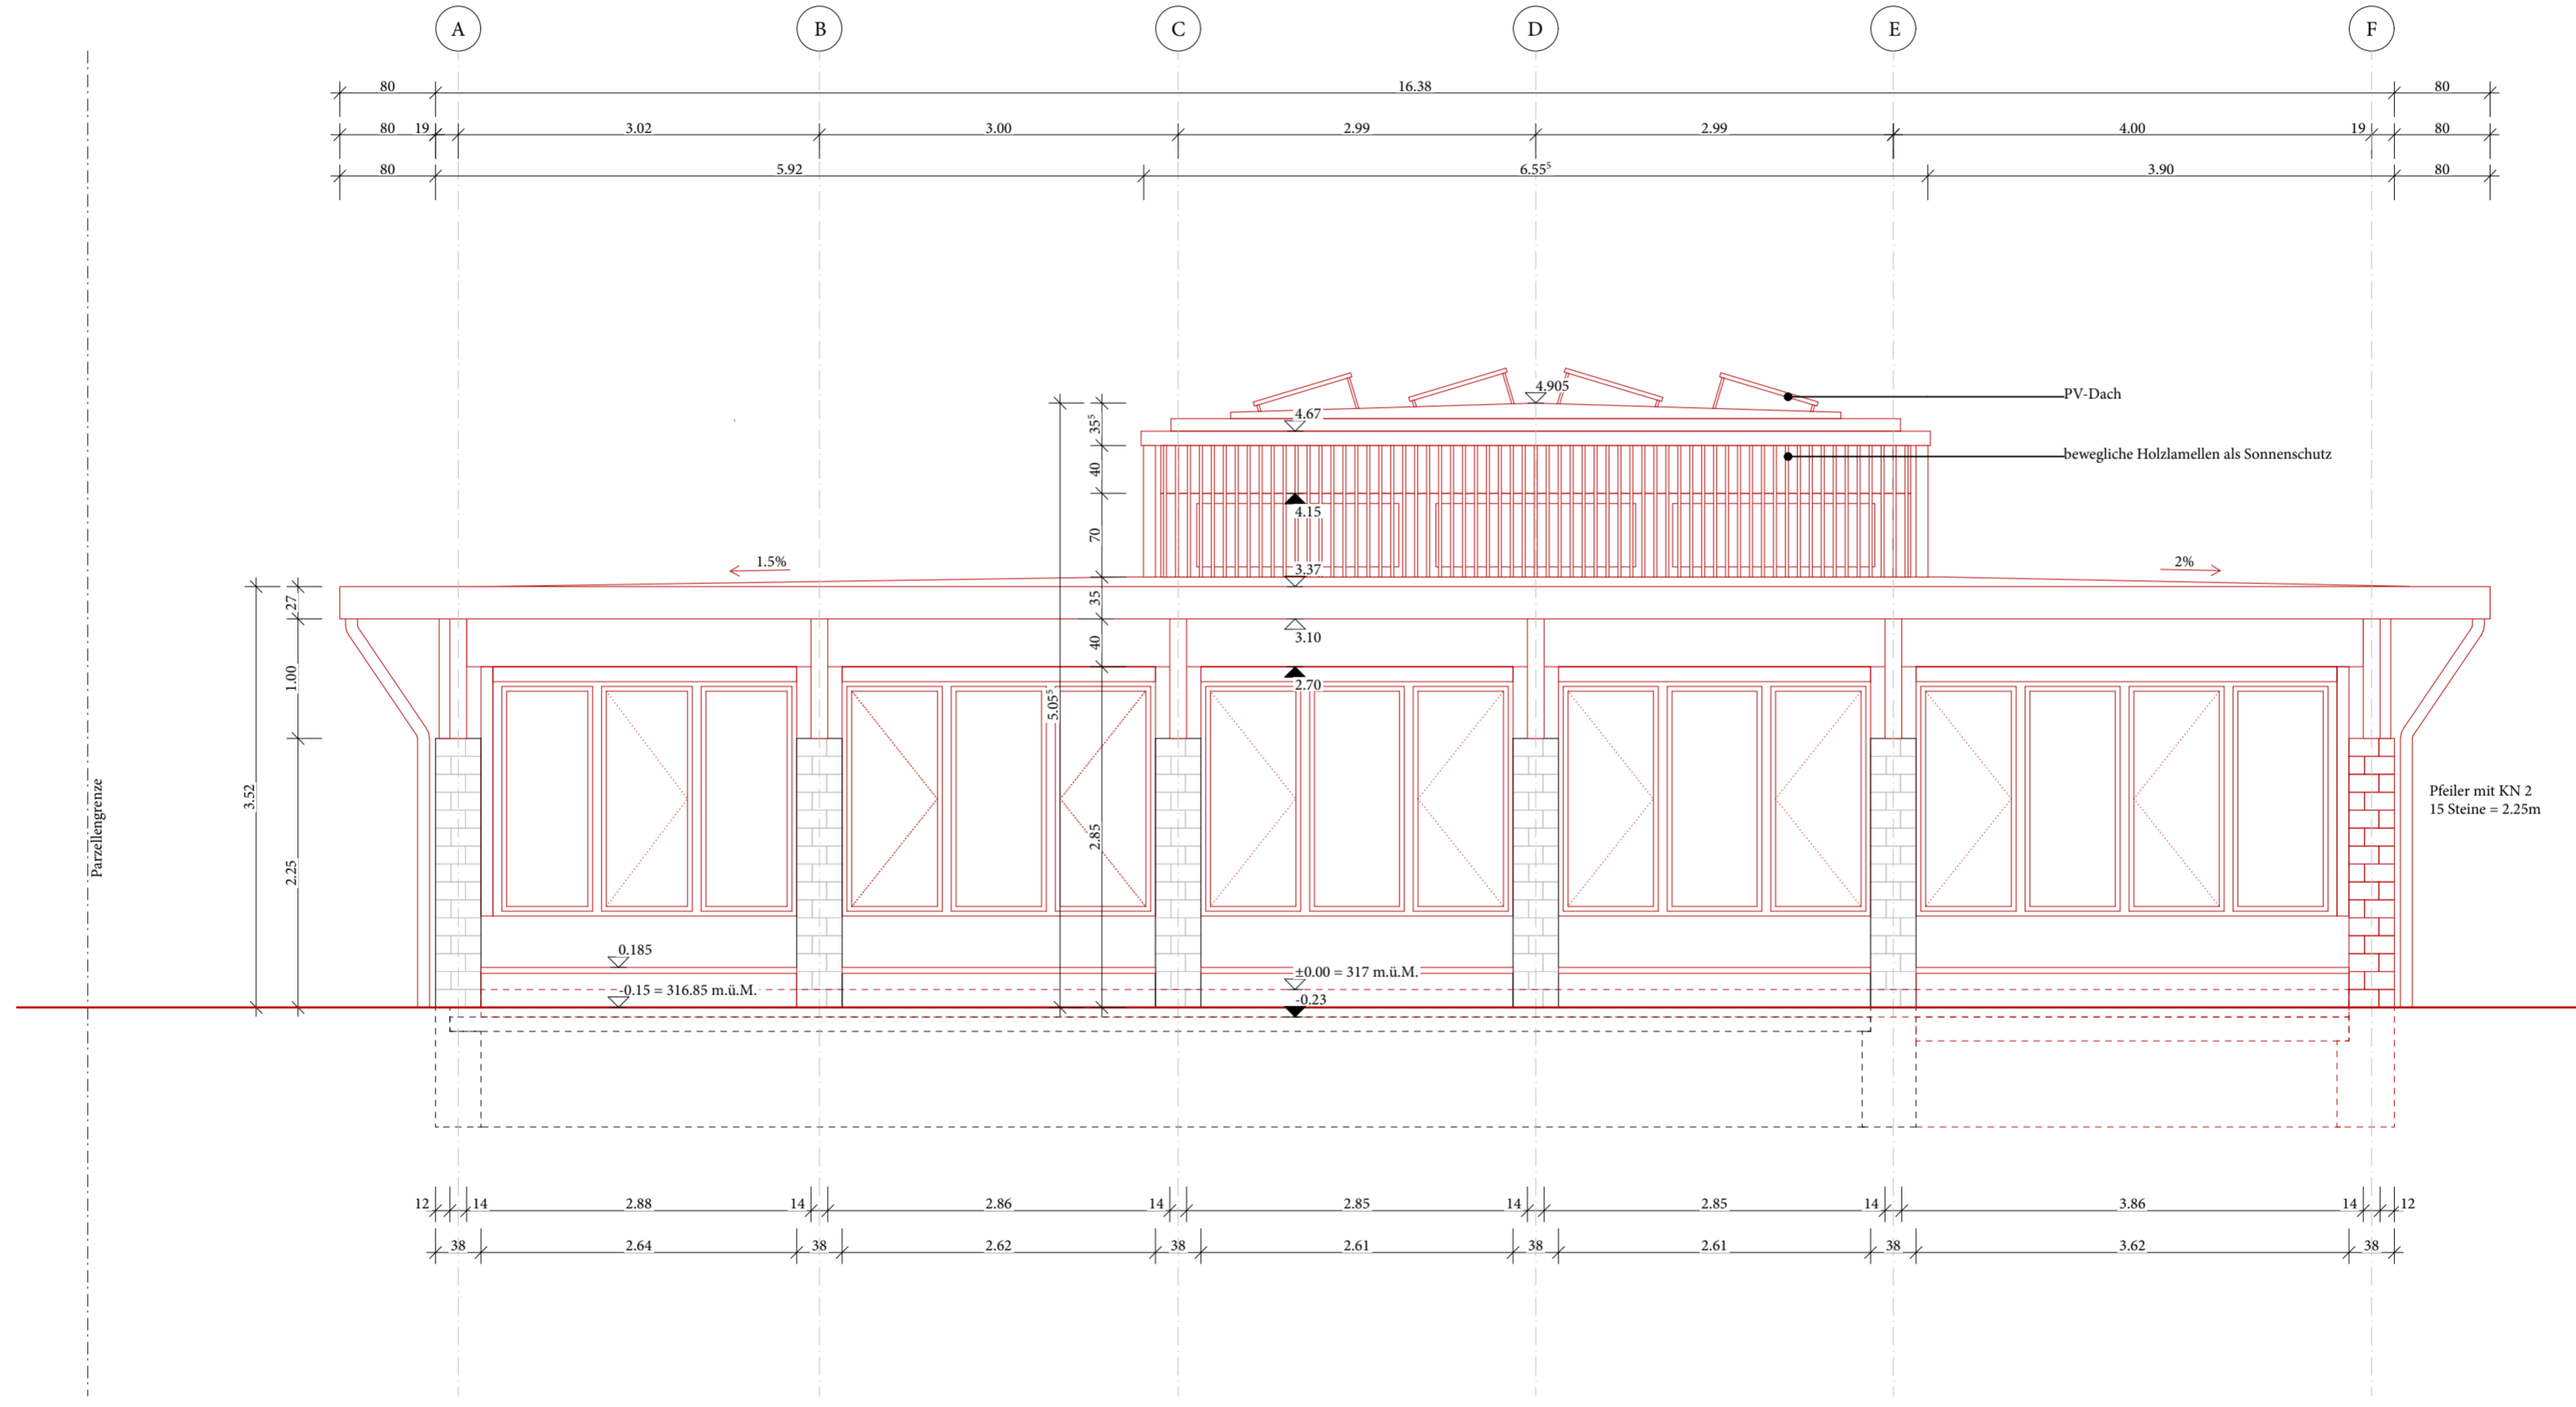 A B C D E F
80 16.38 80
80 19 3.02 3.00 2.99 2.99 4.00 19 80
80 5.92 6.55⁵ 3.90 80
4.905
PV-Dach
4.67
35⁵
bewegliche Holzlamellen als Sonnenschutz
40
4.15
70
1.5%
3.37
2%
27
35
3.10
40
1.00
2.70
5.05⁵
Parzellengrenze
3.52
2.85
Pfeiler mit KN 2
15 Steine = 2.25m
2.25
0.185
±0.00 = 317 m.ü.M.
-0.15 = 316.85 m.ü.M.
-0.23
12 14 2.88 14 2.86 14 2.85 14 2.85 14 3.86 14 12
38 2.64 38 2.62 38 2.61 38 2.61 38 3.62 38